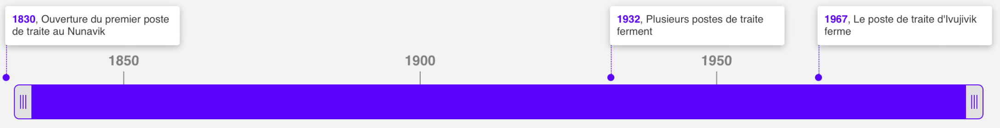 1830, Ouverture du premier poste
de traite au Nunavik
1932, Plusieurs postes de traite
ferment
1967, Le poste de traite d'Ivujivik
ferme
1850
1900
1950